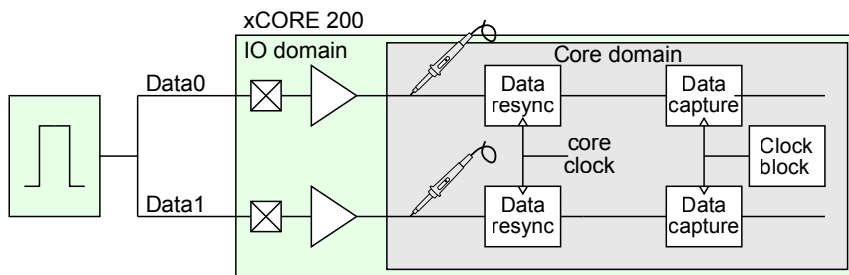 xCORE 200
IO domain
Core domain
Data0
Data
resync
Data
capture
core
clock
Clock
block
Data1
Data
resync
Data
capture